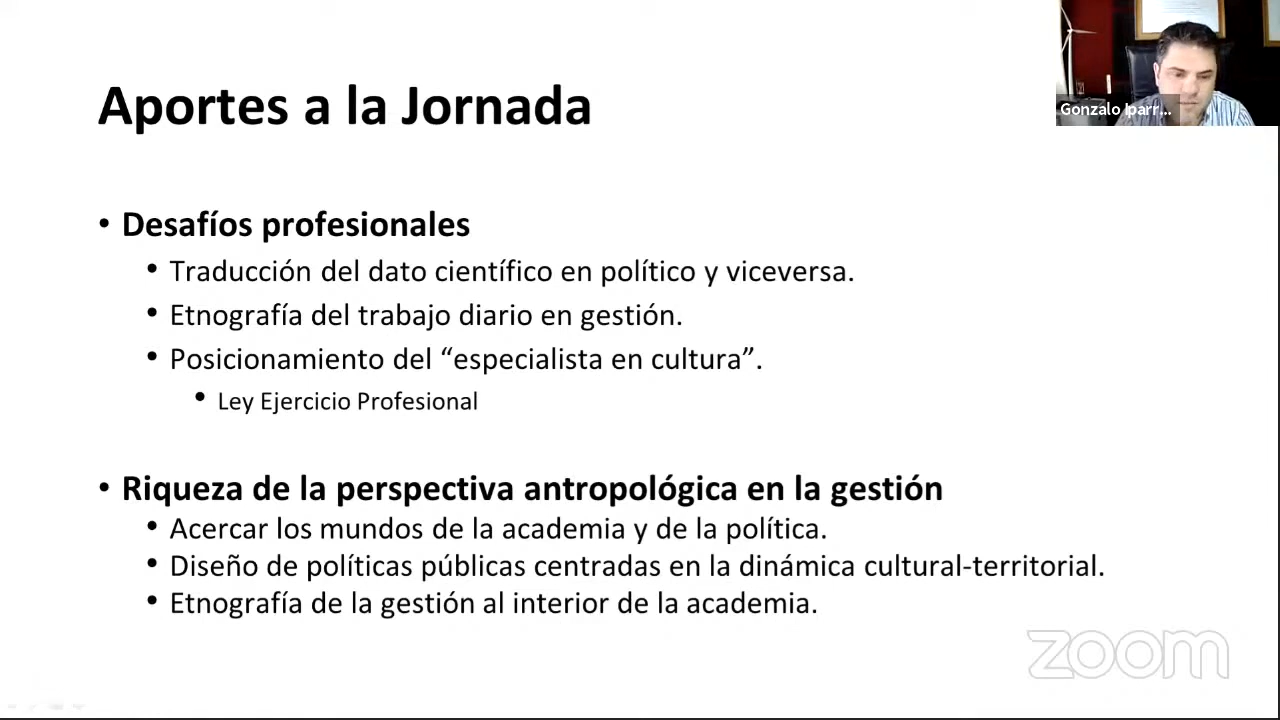 Gonzalo Iparr...
Aportes a la Jornada
• Desafíos profesionales
• Traducción del dato científico en político y viceversa.
• Etnografía del trabajo diario en gestión.
• Posicionamiento del “especialista en cultura”.
• Ley Ejercicio Profesional
• Riqueza de la perspectiva antropológica en la gestión
• Acercar los mundos de la academia y de la política.
• Diseño de políticas públicas centradas en la dinámica cultural-territorial.
• Etnografía de la gestión al interior de la academia.
zoom